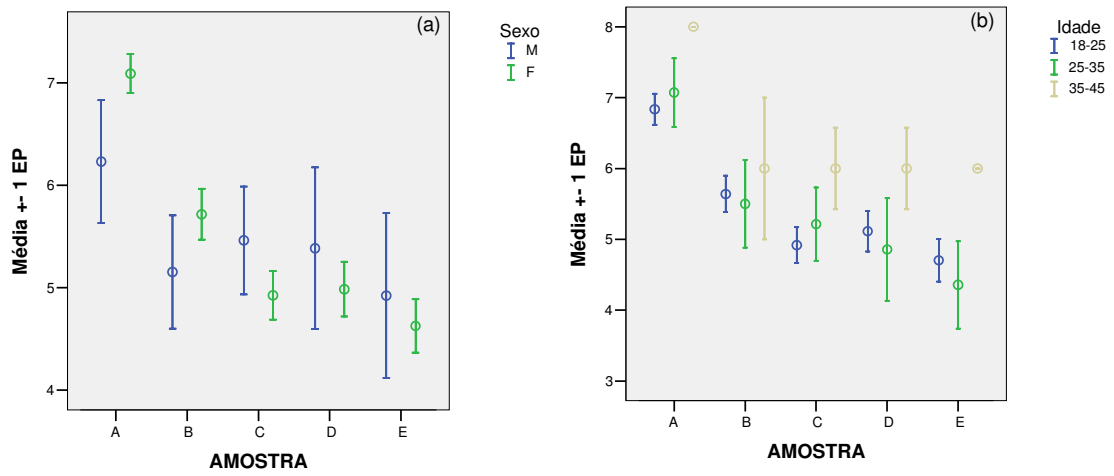 (a)
Sexo
M
F
Média +- 1 EP
7
6
5
4
A B C D E
AMOSTRA
(b)
Idade
18-25
25-35
35-45
Média +- 1 EP
8
7
6
5
4
3
A B C D E
AMOSTRA